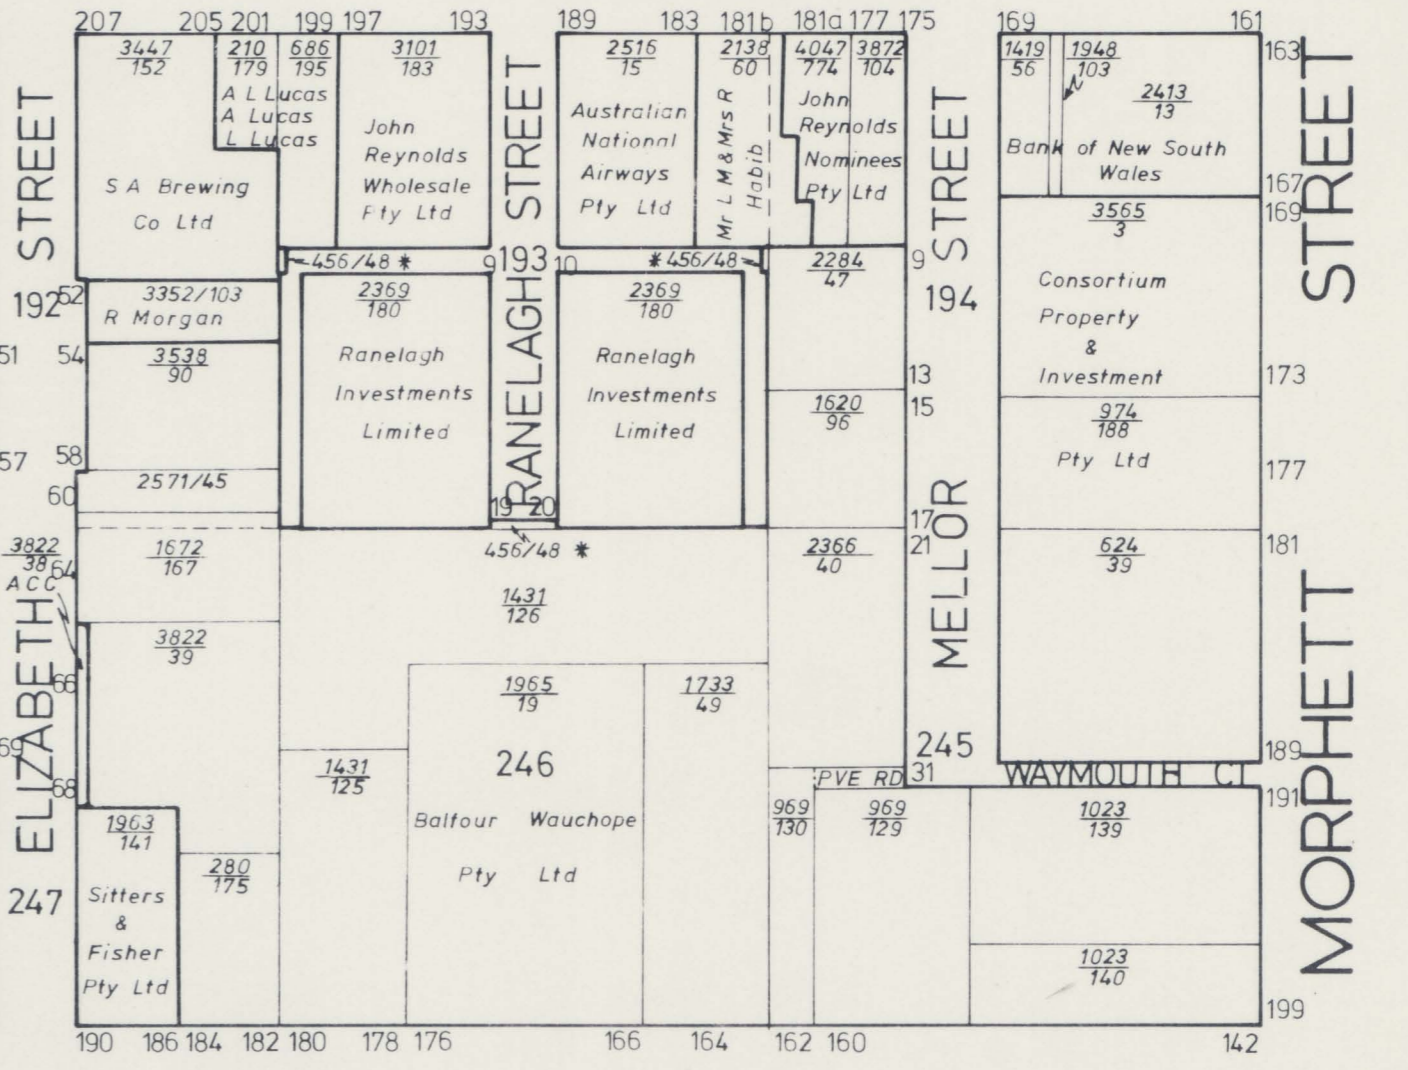 207 205 201 199 197 193 189 183 181b 181a 177 175 169 161
3447
152
210
179
686
195
3101
183
2516
15
2138
60
4047
774
3872
104
1419
56
1948
103
2413
13
163
A L Lucas
A Lucas
L Lucas
S A Brewing
Co Ltd
John
Reynolds
Wholesale
Pty Ltd
STREET
Australian
National
Airways
Pty Ltd
Mr L M & Mrs R
Habib
John
Reynolds
Nominees
Pty Ltd
STREET
Bank of New South
Wales
167
169
STREET
STREET
456/48 *
9
193
10
* 456/48
2284
47
9
194
3565
3
192
52
3352/103
R Morgan
51
54
3538
90
2369
180
Ranelagh
Investments
Limited
RANELAGH
2369
180
Ranelagh
Investments
Limited
13
15
1620
96
Consortium
Property
&
Investment
173
974
188
Pty Ltd
177
57
58
60
2571/45
19 20
17
21
456/48 *
3822
38
64
A C C
1672
167
1431
126
2366
40
MELLOR
624
39
181
ELIZABETH
3822
39
66
69
68
1965
19
246
Balfour Wauchope
Pty Ltd
1733
49
1431
125
245
PVE RD
31
WAYMOUTH CT
189
191
MORPHETT
1963
141
Sitters
&
Fisher
Pty Ltd
247
280
175
969
130
969
129
1023
139
1023
140
199
190 186 184 182 180 178 176 166 164 162 160 142